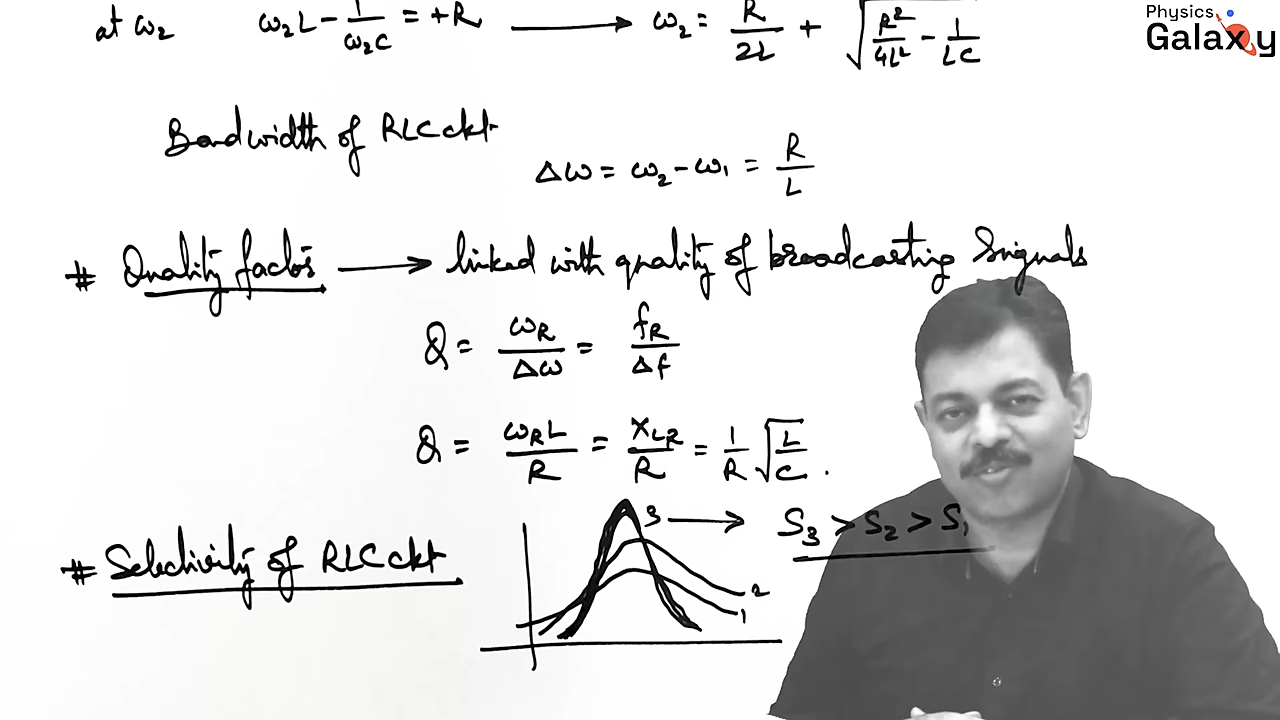 Physics Galaxy
at ω₂ ω₂L - 1/ω₂C = +R → ω₂ = R/2L + √(R²/4L² - 1/LC)
Bandwidth of RLC ckt
Δω = ω₂ - ω₁ = R/L
# Quality factor → linked with quality of broadcasting signals
Q = ω_R/Δω = f_R/Δf
Q = ω_R L/R = X_LR/R = 1/R √(L/C) .
3 → S₃ > S₂ > S₁
# Selectivity of RLC ckt
2
1